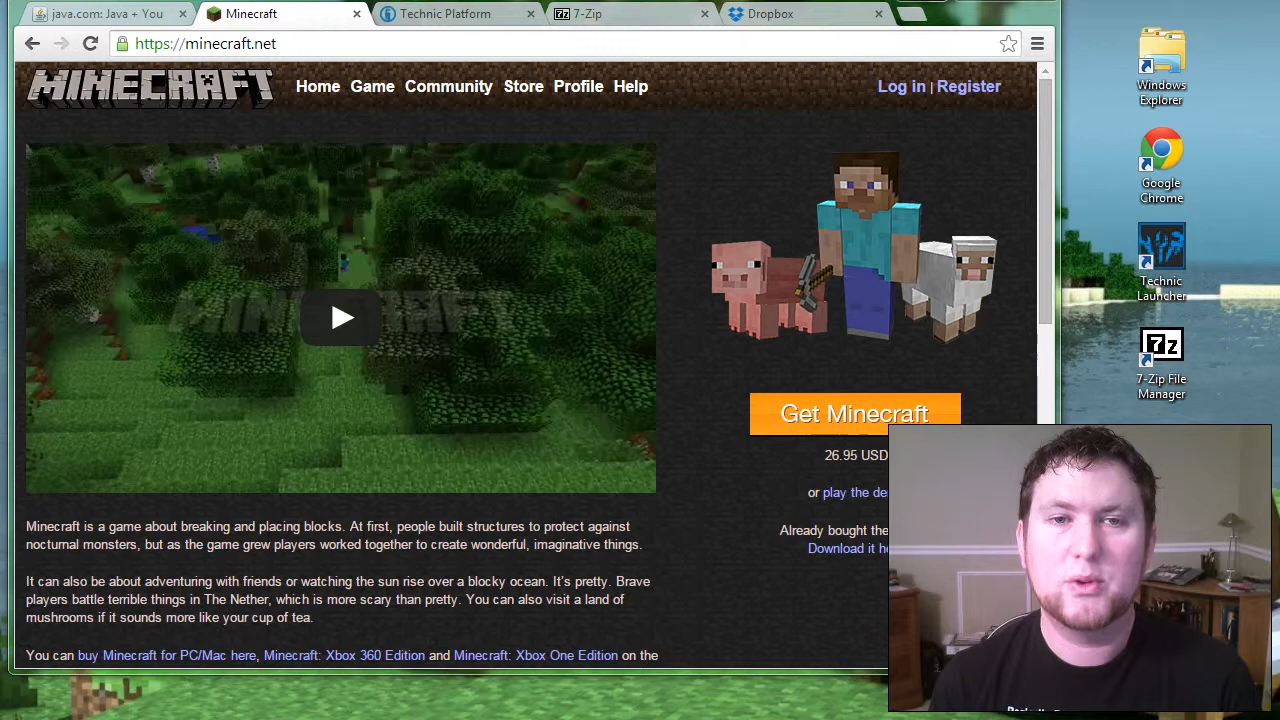 java.com: Java + You
Minecraft
Technic Platform
7-Zip
Dropbox
https://minecraft.net
MINECRAFT
Home Game Community Store Profile Help
Log in | Register
MINECRAFT
Get Minecraft
26.95 USD
or play the de
Already bought the
Download it he
Minecraft is a game about breaking and placing blocks. At first, people built structures to protect against
nocturnal monsters, but as the game grew players worked together to create wonderful, imaginative things.
It can also be about adventuring with friends or watching the sun rise over a blocky ocean. It's pretty. Brave
players battle terrible things in The Nether, which is more scary than pretty. You can also visit a land of
mushrooms if it sounds more like your cup of tea.
You can buy Minecraft for PC/Mac here, Minecraft: Xbox 360 Edition and Minecraft: Xbox One Edition on the
Windows
Explorer
Google
Chrome
Technic
Launcher
7z
7-Zip File
Manager